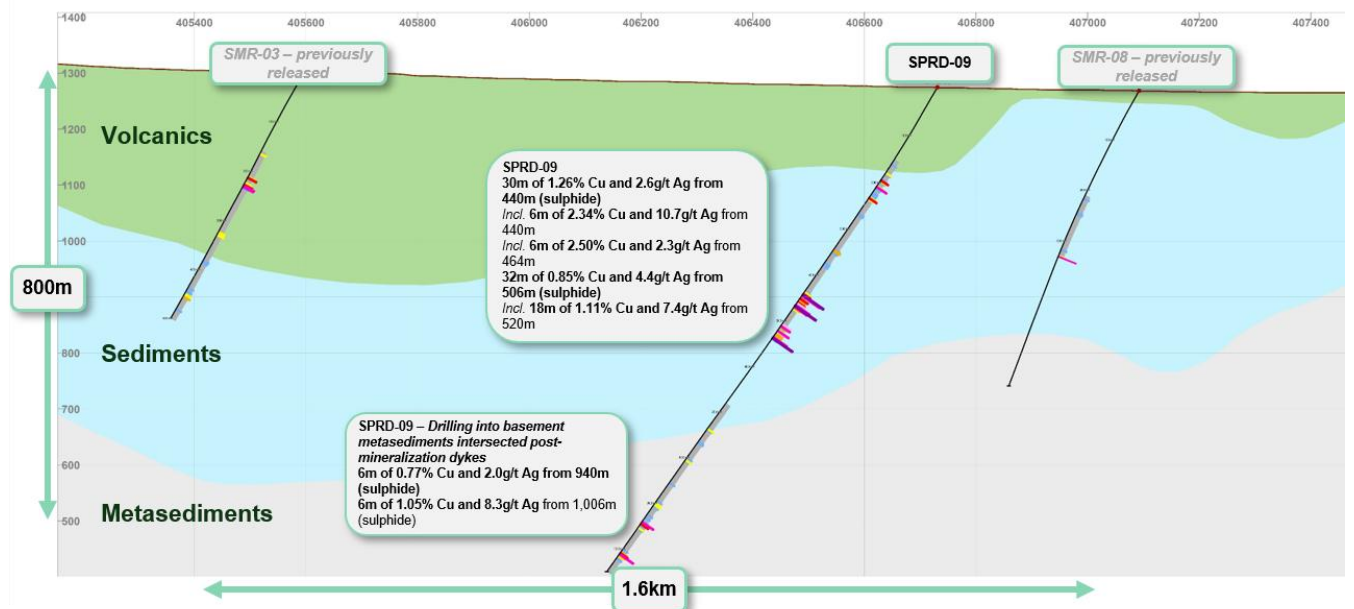 405400 405600 405800 406000 406200 406400 406600 406800 407000 407200 407400
1400
SMR-03 – previously
released
SPRD-09
SMR-08 – previously
released
1300
1200
Volcanics
1100
SPRD-09
30m of 1.26% Cu and 2.6g/t Ag from
440m (sulphide)
Incl. 6m of 2.34% Cu and 10.7g/t Ag from
440m
Incl. 6m of 2.50% Cu and 2.3g/t Ag from
464m
32m of 0.85% Cu and 4.4g/t Ag from
506m (sulphide)
Incl. 18m of 1.11% Cu and 7.4g/t Ag from
520m
1000
800m
800
Sediments
700
SPRD-09 – Drilling into basement
metasediments intersected post-
mineralization dykes
6m of 0.77% Cu and 2.0g/t Ag from 940m
(sulphide)
6m of 1.05% Cu and 8.3g/t Ag from 1,006m
(sulphide)
600
Metasediments
500
1.6km